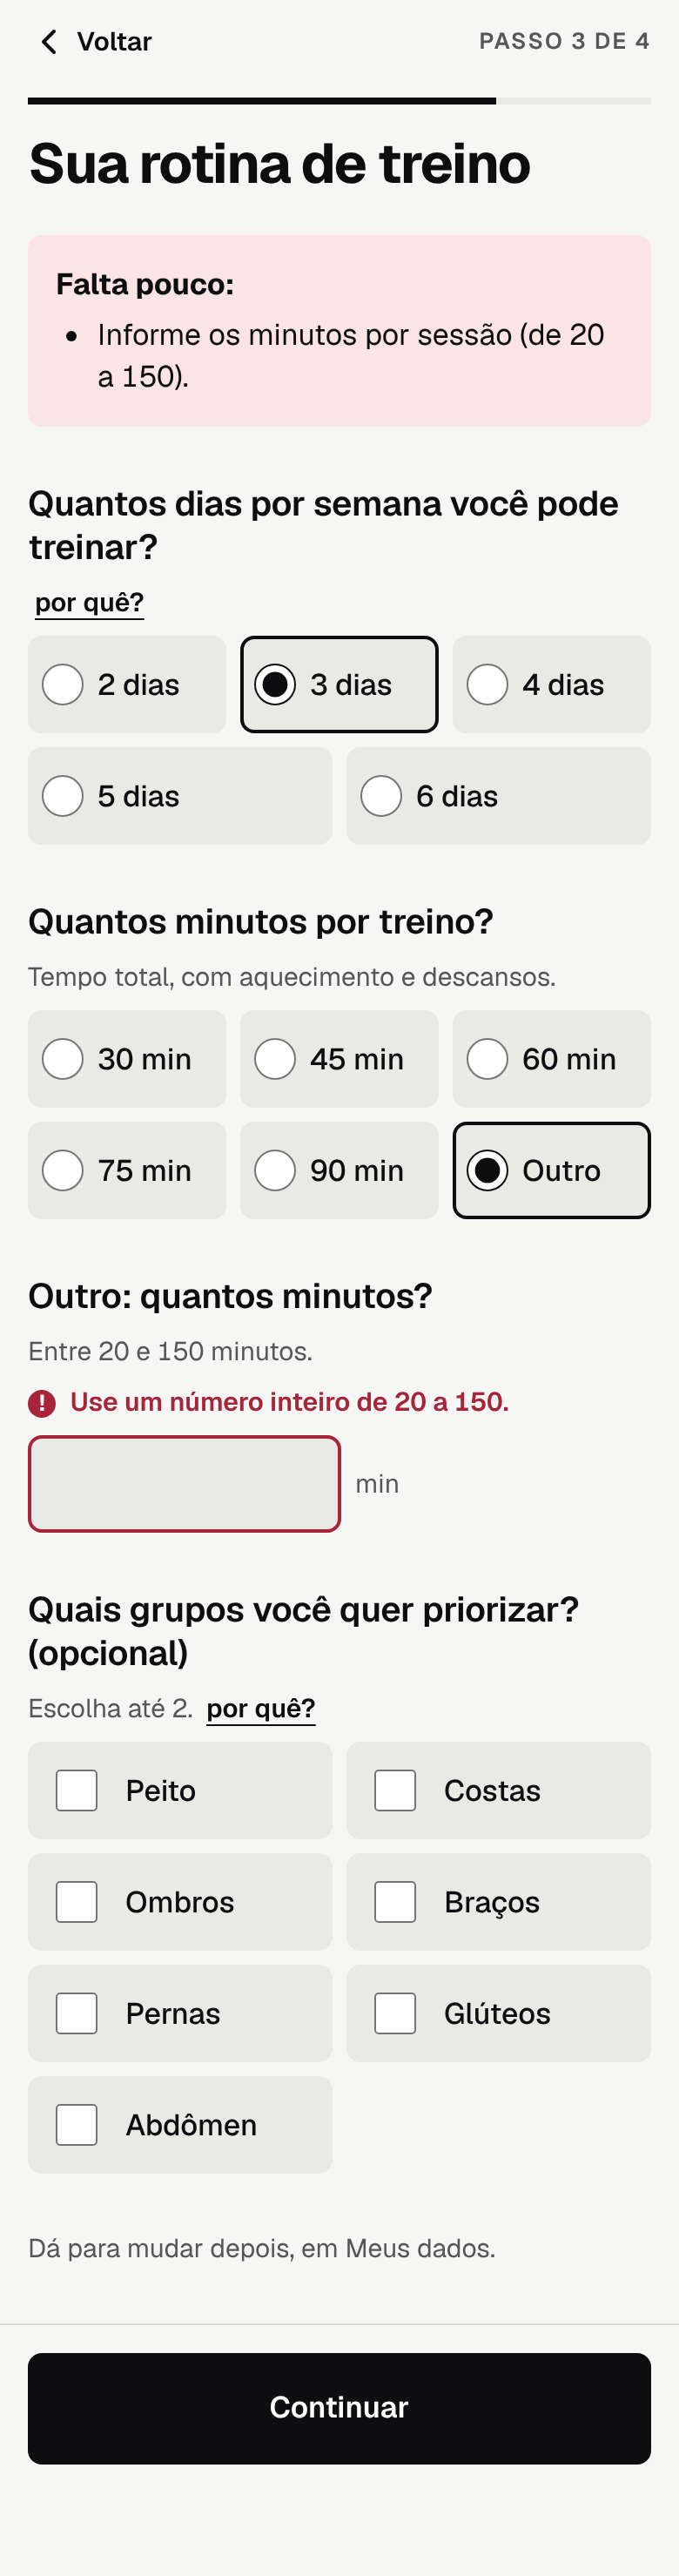 Voltar
PASSO 3 DE 4
Sua rotina de treino
Falta pouco:
• Informe os minutos por sessão (de 20
a 150).
Quantos dias por semana você pode
treinar?
por quê?
2 dias
3 dias
4 dias
5 dias
6 dias
Quantos minutos por treino?
Tempo total, com aquecimento e descansos.
30 min
45 min
60 min
75 min
90 min
Outro
Outro: quantos minutos?
Entre 20 e 150 minutos.
! Use um número inteiro de 20 a 150.
min
Quais grupos você quer priorizar?
(opcional)
Escolha até 2. por quê?
Peito
Costas
Ombros
Braços
Pernas
Glúteos
Abdômen
Dá para mudar depois, em Meus dados.
Continuar